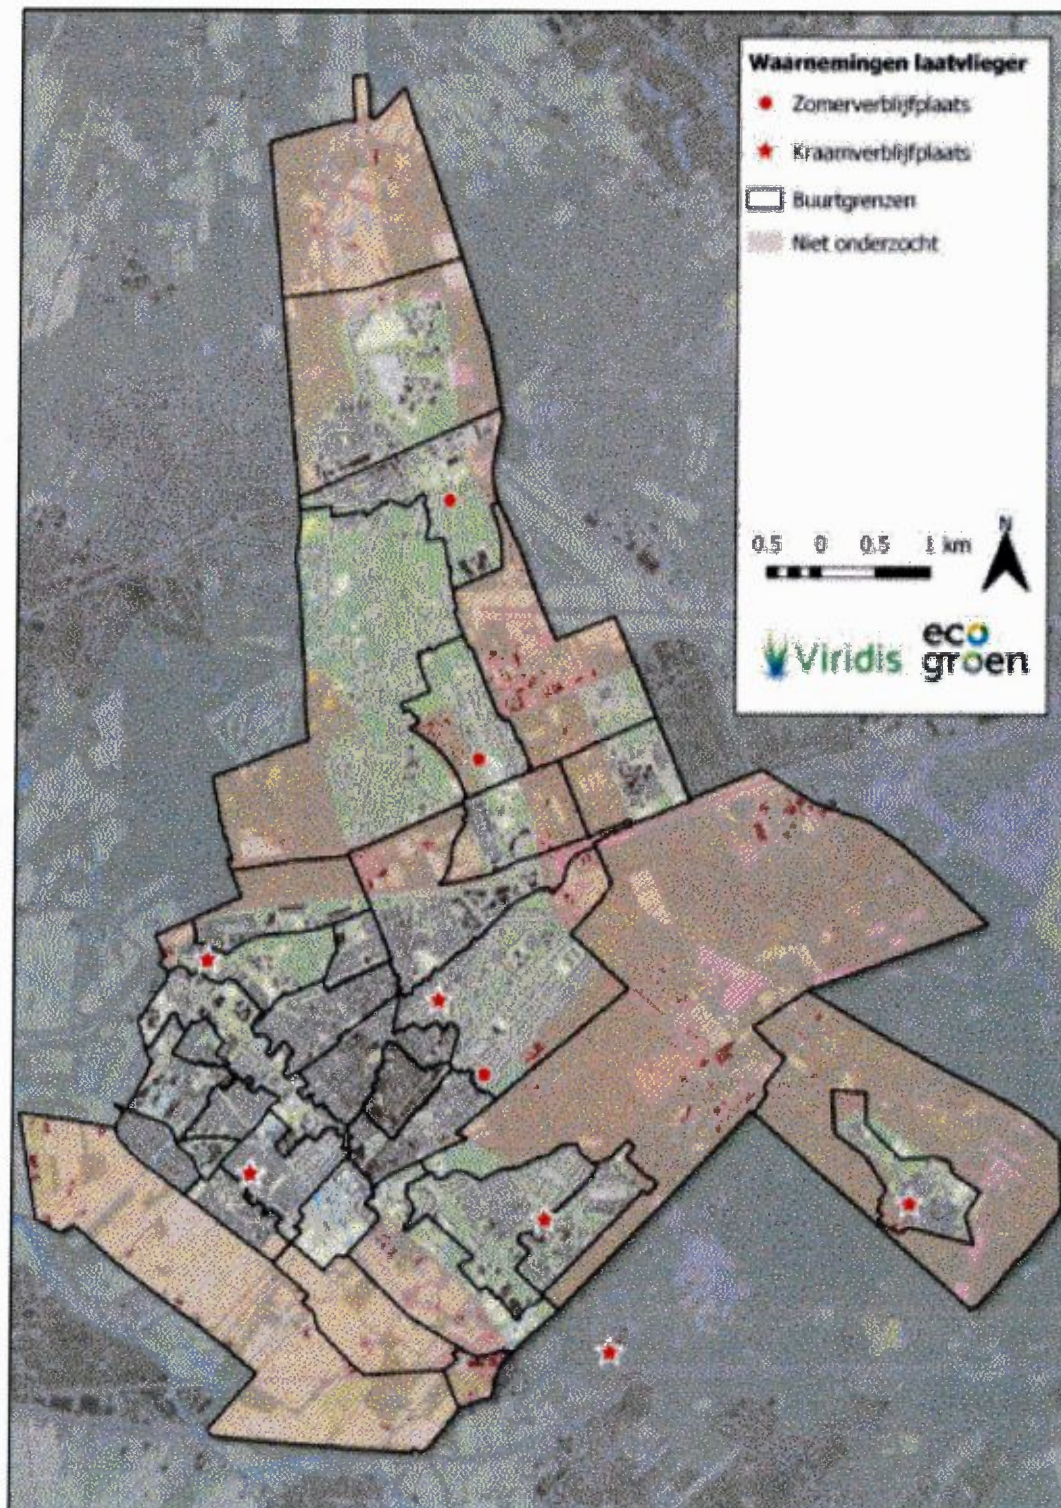 Waarnemingen laatvlieger
Zomerverblijfplaats
Kraamverblijfplaats
Buurtgrenzen
Niet onderzocht
N
0.5 0 0.5 1 km
Viridis
eco
groen